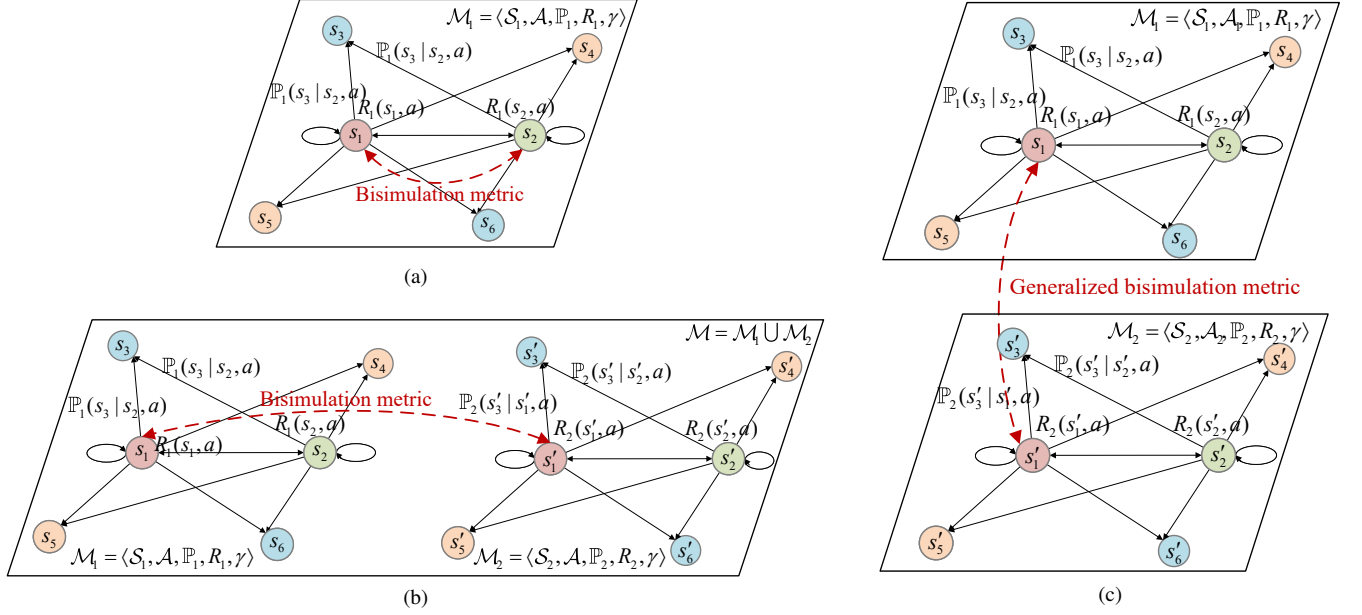 ℳ₁ = ⟨𝒮₁, 𝒜, ℙ₁, R₁, γ⟩
s₃
s₄
ℙ₁(s₃ | s₂, a)
ℙ₁(s₃ | s₂, a)
R₁(s₁, a)
R₁(s₂, a)
s₁
s₂
Bisimulation metric
s₅
s₆
(a)
ℳ = ℳ₁ ∪ ℳ₂
s₃
s₄
ℙ₁(s₃ | s₂, a)
Bisimulation metric
ℙ₁(s₃ | s₂, a)
R₁(s₁, a)
R₁(s₂, a)
s₁
s₂
s₅
s₆
ℳ₁ = ⟨𝒮₁, 𝒜, ℙ₁, R₁, γ⟩
s′₃
s′₄
ℙ₂(s′₃ | s′₂, a)
ℙ₂(s′₃ | s′₁, a)
R₂(s′₁, a)
R₂(s′₂, a)
s′₁
s′₂
s′₅
s′₆
ℳ₂ = ⟨𝒮₂, 𝒜, ℙ₂, R₂, γ⟩
(b)
ℳ₁ = ⟨𝒮₁, 𝒜₁, ℙ₁, R₁, γ⟩
s₃
s₄
ℙ₁(s₃ | s₂, a)
ℙ₁(s₃ | s₂, a)
R₁(s₁, a)
R₁(s₂, a)
s₁
s₂
s₅
s₆
Generalized bisimulation metric
ℳ₂ = ⟨𝒮₂, 𝒜₂, ℙ₂, R₂, γ⟩
s′₃
s′₄
ℙ₂(s′₃ | s′₂, a)
ℙ₂(s′₃ | s′₁, a)
R₂(s′₁, a)
R₂(s′₂, a)
s′₁
s′₂
s′₅
s′₆
(c)